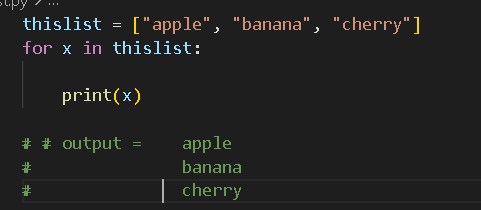 st.py > ...
thislist = ["apple", "banana", "cherry"]
for x in thislist:
print(x)
# # output = apple
# banana
# cherry